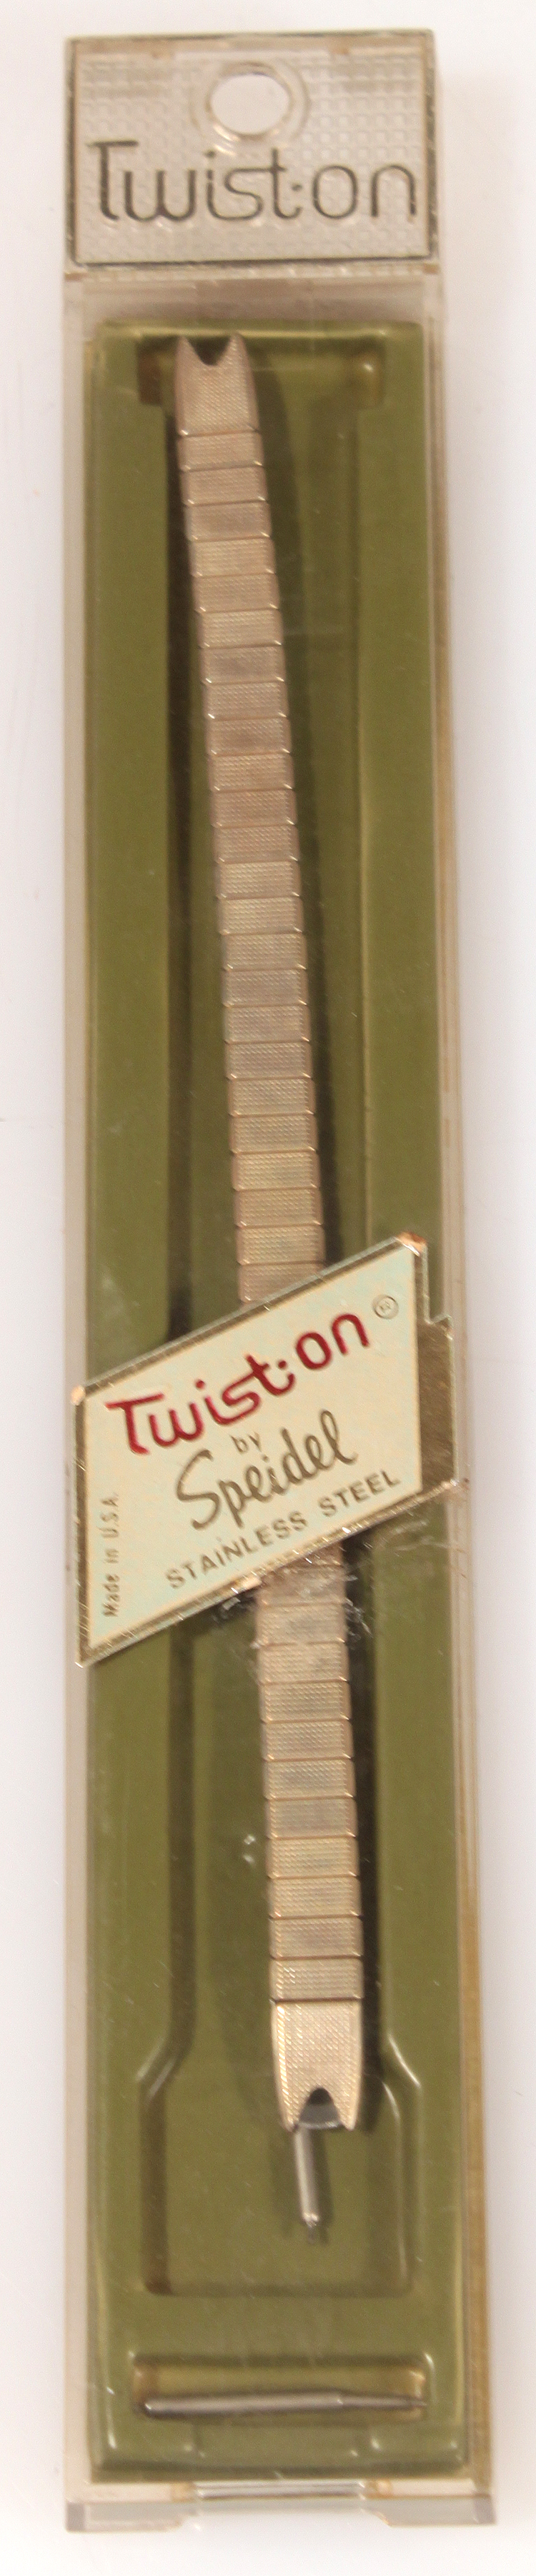 Twist·on
Twist·on ®
by
Speidel
STAINLESS STEEL
Made in U.S.A.